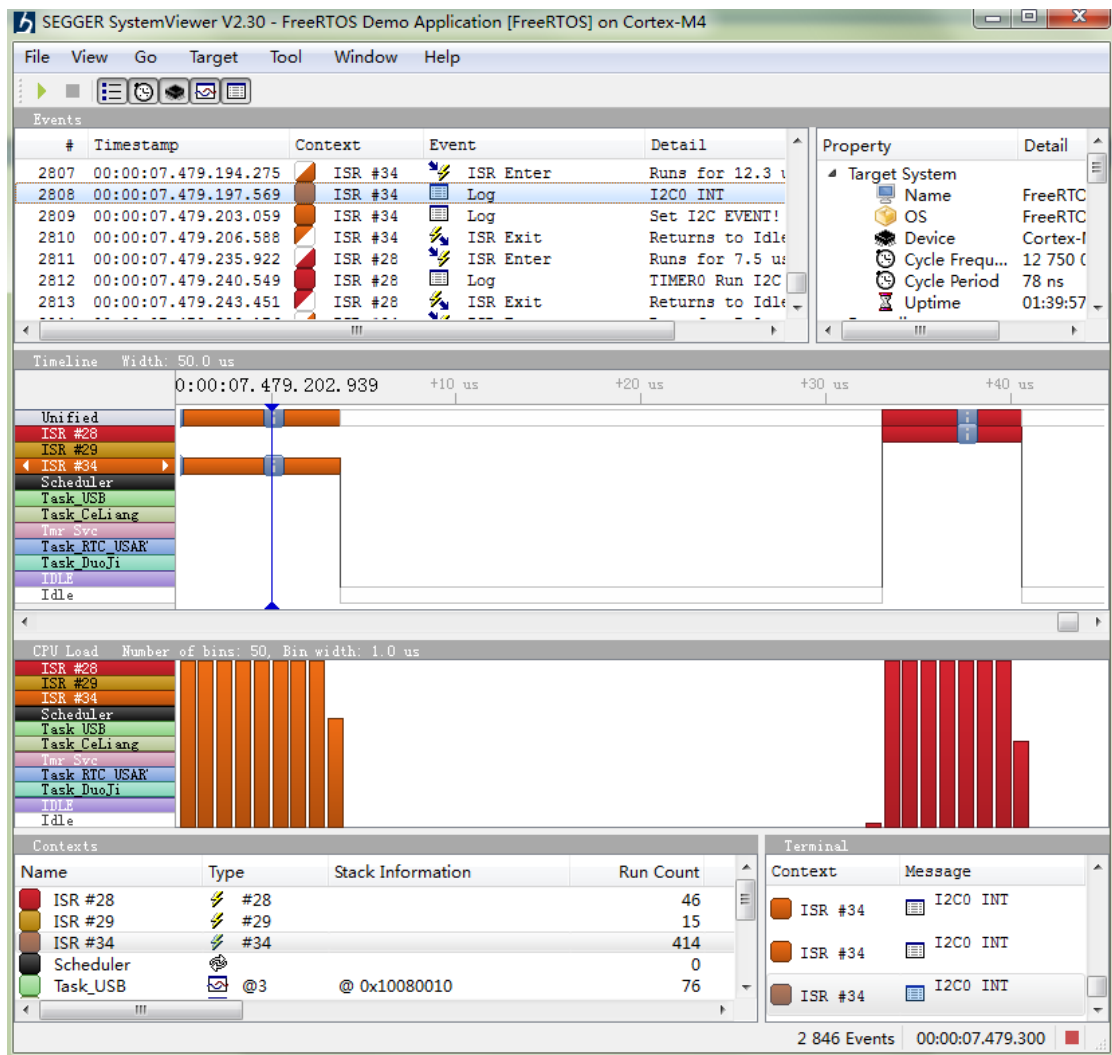 SEGGER SystemViewer V2.30 - FreeRTOS Demo Application [FreeRTOS] on Cortex-M4
File View Go Target Tool Window Help
Events
# Timestamp Context Event Detail
2807 00:00:07.479.194.275 ISR #34 ISR Enter Runs for 12.3 u
2808 00:00:07.479.197.569 ISR #34 Log I2C0 INT
2809 00:00:07.479.203.059 ISR #34 Log Set I2C EVENT!
2810 00:00:07.479.206.588 ISR #34 ISR Exit Returns to Idle
2811 00:00:07.479.235.922 ISR #28 ISR Enter Runs for 7.5 us
2812 00:00:07.479.240.549 ISR #28 Log TIMER0 Run I2C
2813 00:00:07.479.243.451 ISR #28 ISR Exit Returns to Idle
Property Detail
Target System
Name FreeRTO
OS FreeRTO
Device Cortex-M
Cycle Frequ... 12 750 0
Cycle Period 78 ns
Uptime 01:39:57
Timeline Width: 50.0 us
0:00:07.479.202.939 +10 us +20 us +30 us +40 us
Unified
ISR #28
ISR #29
ISR #34
Scheduler
Task_USB
Task_CeLiang
Tmr Svc
Task_RTC_USAR
Task_DuoJi
IDLE
Idle
CPU Load Number of bins: 50, Bin width: 1.0 us
ISR #28
ISR #29
ISR #34
Scheduler
Task_USB
Task_CeLiang
Tmr Svc
Task_RTC_USAR
Task_DuoJi
IDLE
Idle
Contexts
Name Type Stack Information Run Count
ISR #28 #28 46
ISR #29 #29 15
ISR #34 #34 414
Scheduler 0
Task_USB @3 @ 0x10080010 76
Terminal
Context Message
ISR #34 I2C0 INT
ISR #34 I2C0 INT
ISR #34 I2C0 INT
2 846 Events 00:00:07.479.300